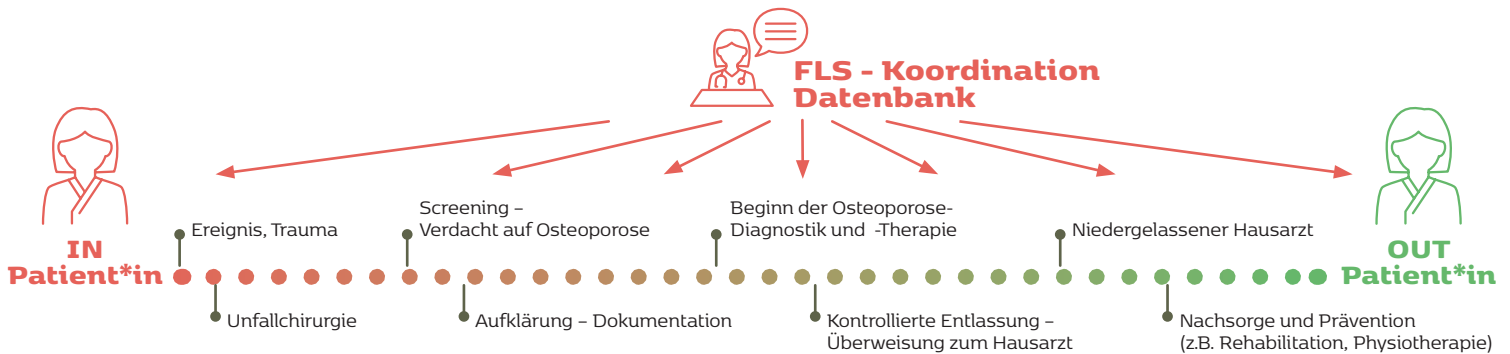 FLS - Koordination
Datenbank
IN
Patient*in
Ereignis, Trauma
Unfallchirurgie
Screening –
Verdacht auf Osteoporose
Aufklärung – Dokumentation
Beginn der Osteoporose-
Diagnostik und -Therapie
Kontrollierte Entlassung –
Überweisung zum Hausarzt
Niedergelassener Hausarzt
Nachsorge und Prävention
(z.B. Rehabilitation, Physiotherapie)
OUT
Patient*in